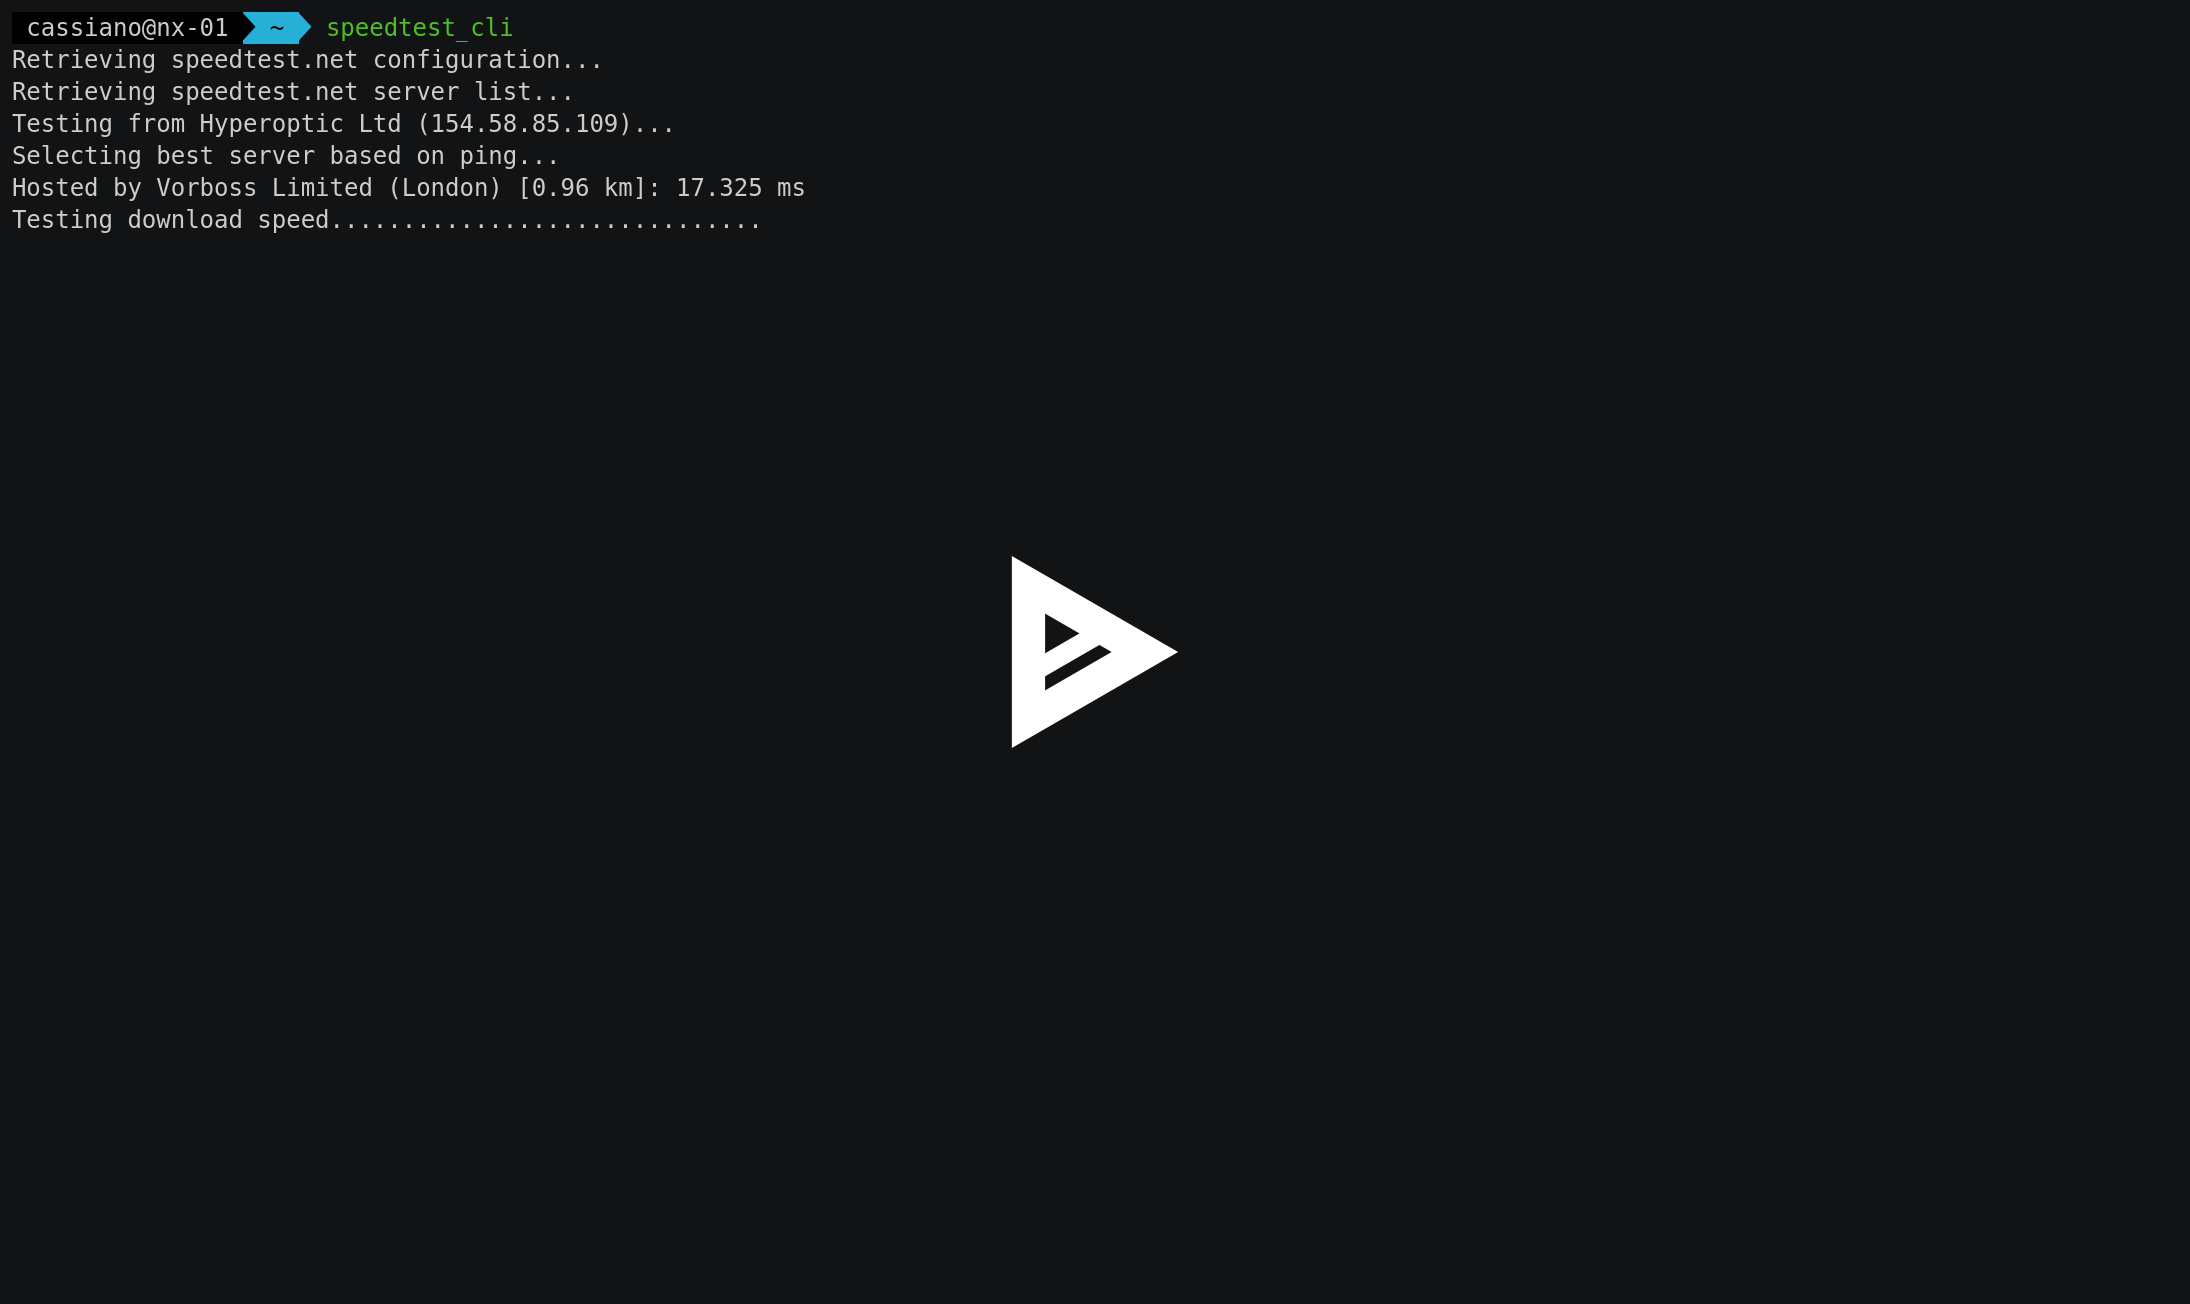 cassiano@nx-01 ~ speedtest_cli
Retrieving speedtest.net configuration...
Retrieving speedtest.net server list...
Testing from Hyperoptic Ltd (154.58.85.109)...
Selecting best server based on ping...
Hosted by Vorboss Limited (London) [0.96 km]: 17.325 ms
Testing download speed..............................